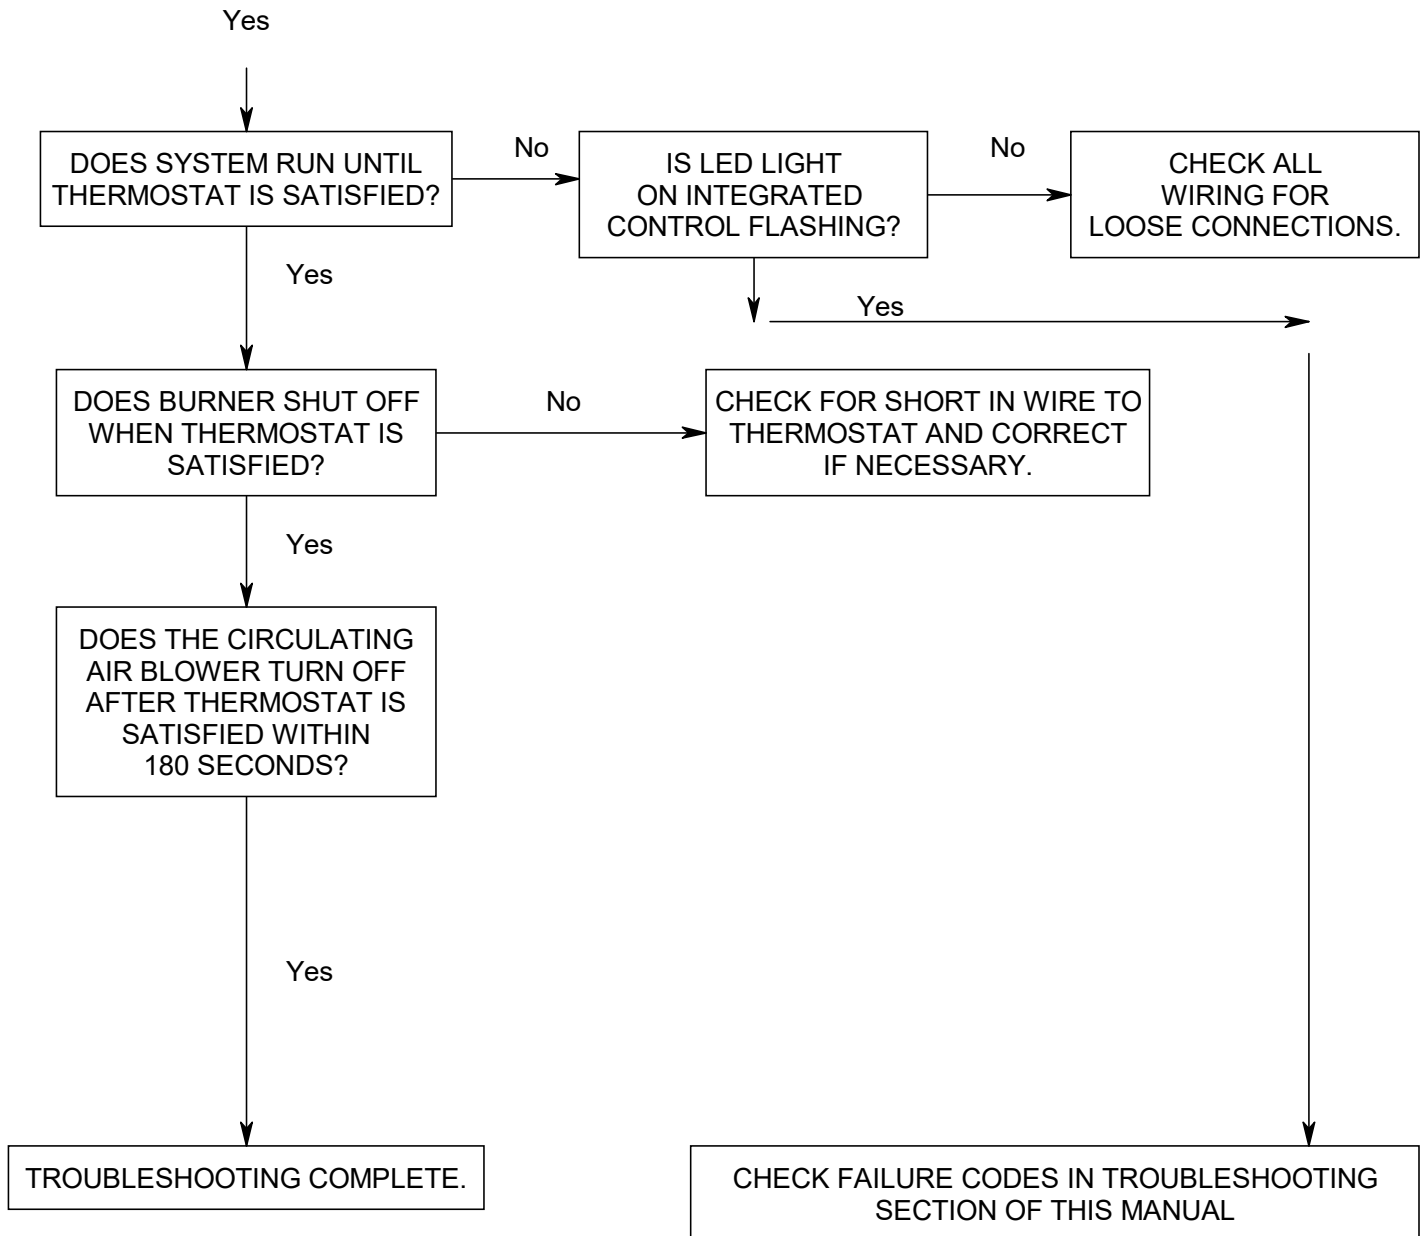 Yes
DOES SYSTEM RUN UNTIL
THERMOSTAT IS SATISFIED?
No
IS LED LIGHT
ON INTEGRATED
CONTROL FLASHING?
No
CHECK ALL
WIRING FOR
LOOSE CONNECTIONS.
Yes
Yes
DOES BURNER SHUT OFF
WHEN THERMOSTAT IS
SATISFIED?
No
CHECK FOR SHORT IN WIRE TO
THERMOSTAT AND CORRECT
IF NECESSARY.
Yes
DOES THE CIRCULATING
AIR BLOWER TURN OFF
AFTER THERMOSTAT IS
SATISFIED WITHIN
180 SECONDS?
Yes
TROUBLESHOOTING COMPLETE.
CHECK FAILURE CODES IN TROUBLESHOOTING
SECTION OF THIS MANUAL